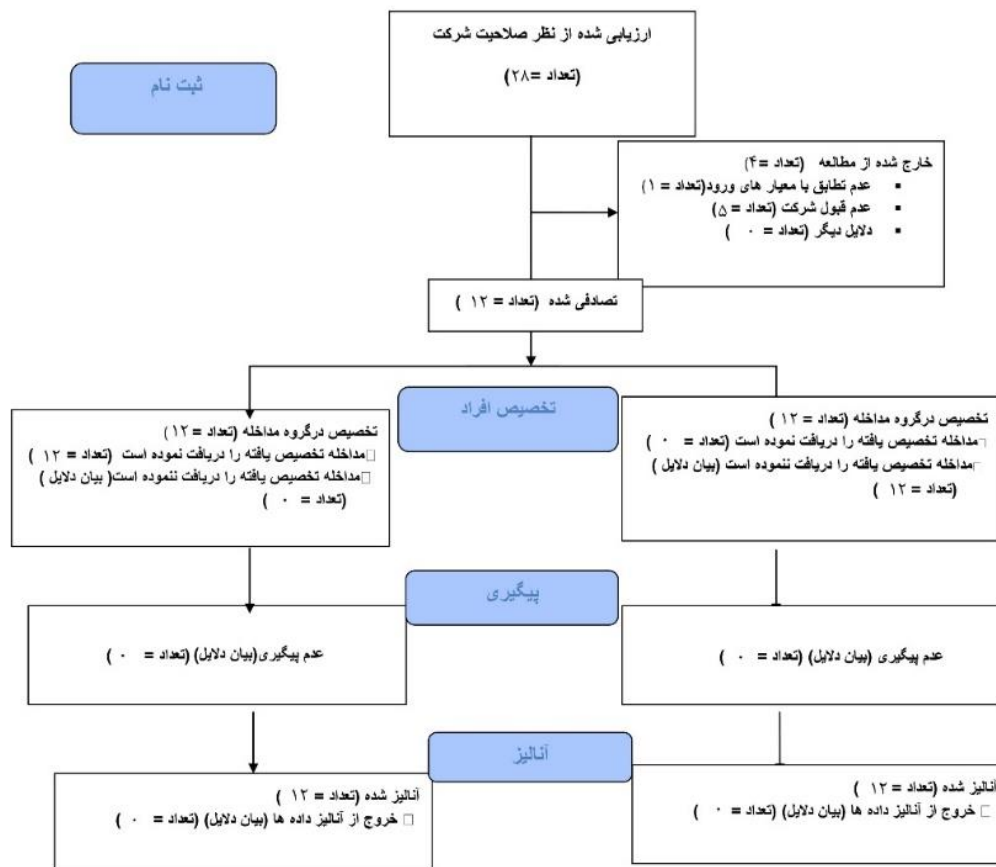 ارزیابی شده از نظر صلاحیت شرکت
(تعداد =۲۸)
ثبت نام
خارج شده از مطالعه (تعداد =۴)
▪ عدم تطابق با معیار های ورود(تعداد = ۱)
▪ عدم قبول شرکت (تعداد = ۵)
▪ دلایل دیگر (تعداد = ۰ )
تصادفی شده (تعداد = ۱۲ )
تخصیص افراد
تخصیص در گروه مداخله (تعداد = ۱۲ )
□مداخله تخصیص یافته را دریافت نموده است (تعداد = ۰ )
□مداخله تخصیص یافته را دریافت ننموده است (بیان دلایل )
(تعداد = ۱۲ )
تخصیص درگروه مداخله (تعداد = ۱۲)
□مداخله تخصیص یافته را دریافت نموده است (تعداد = ۱۲ )
□مداخله تخصیص یافته را دریافت ننموده است( بیان دلایل )
(تعداد = ۰ )
پیگیری
عدم پیگیری (بیان دلایل) (تعداد = ۰ )
عدم پیگیری(بیان دلایل) (تعداد = ۰ )
آنالیز
آنالیز شده (تعداد = ۱۲ )
□ خروج از آنالیز داده ها (بیان دلایل) (تعداد = ۰ )
آنالیز شده (تعداد = ۱۲ )
□ خروج از آنالیز داده ها (بیان دلایل) (تعداد = ۰ )